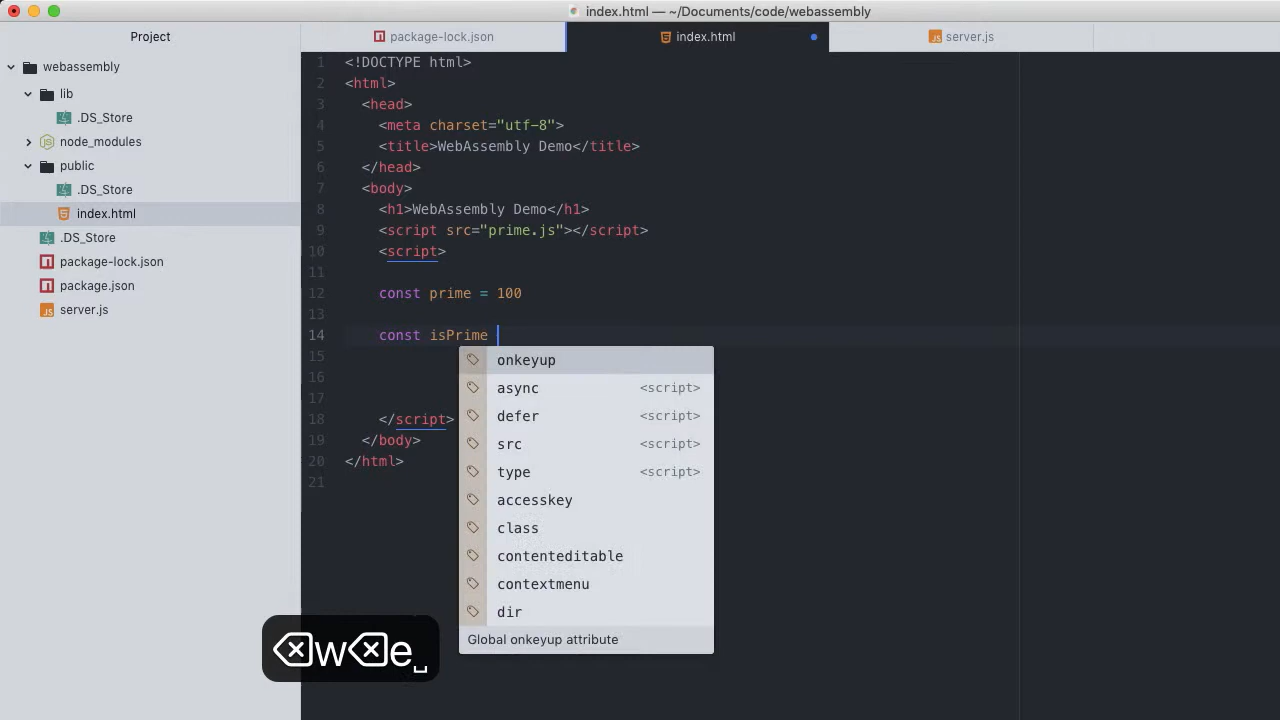 index.html — ~/Documents/code/webassembly
Project
package-lock.json
index.html
server.js
webassembly
lib
.DS_Store
node_modules
public
.DS_Store
index.html
.DS_Store
package-lock.json
package.json
server.js
1 <!DOCTYPE html>
2 <html>
3 <head>
4 <meta charset="utf-8">
5 <title>WebAssembly Demo</title>
6 </head>
7 <body>
8 <h1>WebAssembly Demo</h1>
9 <script src="prime.js"></script>
10 <script>
11
12 const prime = 100
13
14 const isPrime
15
16
17
18 </script>
19 </body>
20 </html>
21
onkeyup
async <script>
defer <script>
src <script>
type <script>
accesskey
class
contenteditable
contextmenu
dir
Global onkeyup attribute
⌫w⌫e␣